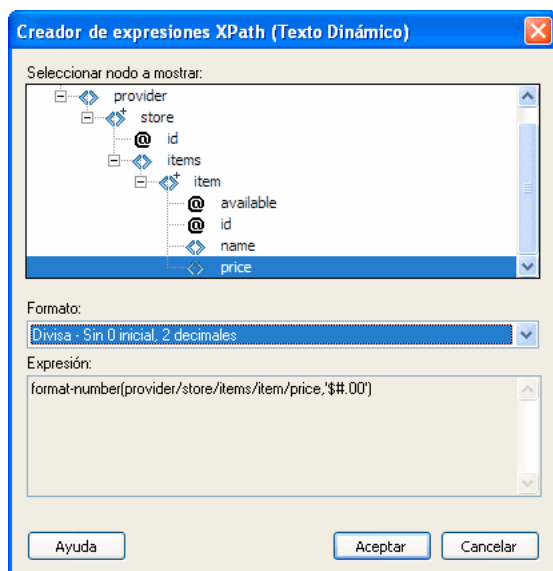 Creador de expresiones XPath (Texto Dinámico)
Seleccionar nodo a mostrar:
provider
store
@ id
items
item
@ available
@ id
name
price
Formato:
Divisa - Sin 0 inicial, 2 decimales
Expresión:
format-number(provider/store/items/item/price,'$#.00')
Ayuda
Aceptar
Cancelar